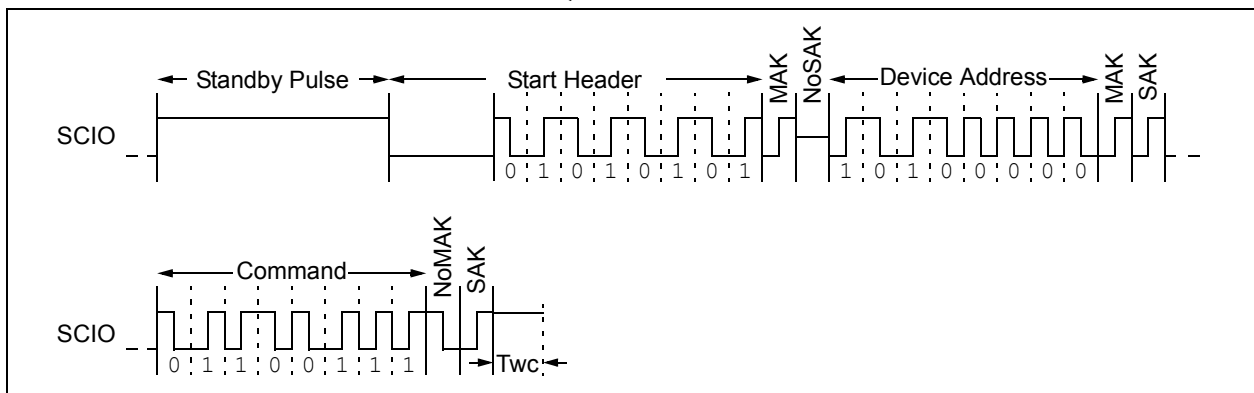 Standby Pulse Start Header MAK NoSAK Device Address MAK SAK
SCIO
0 1 0 1 0 1 0 1 1 0 1 0 0 0 0 0
Command NoMAK SAK
SCIO
0 1 1 0 0 1 1 1
Twc